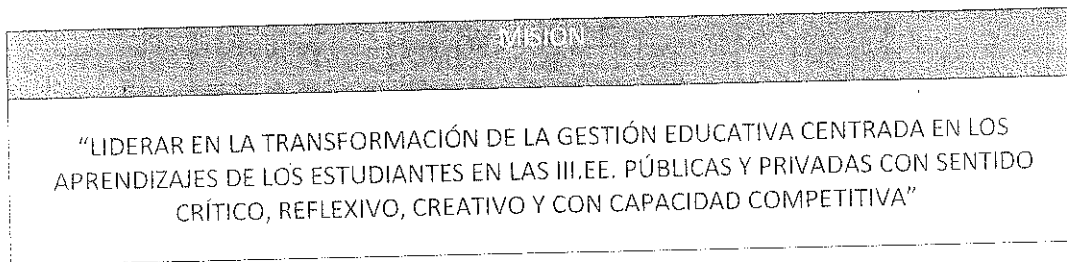 MISION
"LIDERAR EN LA TRANSFORMACIÓN DE LA GESTIÓN EDUCATIVA CENTRADA EN LOS
APRENDIZAJES DE LOS ESTUDIANTES EN LAS III.EE. PÚBLICAS Y PRIVADAS CON SENTIDO
CRÍTICO, REFLEXIVO, CREATIVO Y CON CAPACIDAD COMPETITIVA"